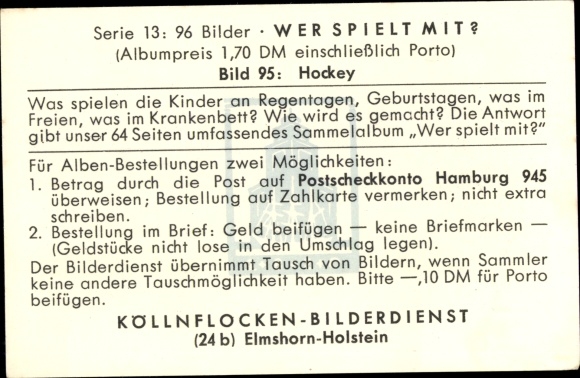 Serie 13: 96 Bilder · WER SPIELT MIT?
(Albumpreis 1,70 DM einschließlich Porto)
Bild 95: Hockey
Was spielen die Kinder an Regentagen, Geburtstagen, was im
Freien, was im Krankenbett? Wie wird es gemacht? Die Antwort
gibt unser 64 Seiten umfassendes Sammelalbum „Wer spielt mit?“
Für Alben-Bestellungen zwei Möglichkeiten:
1. Betrag durch die Post auf Postscheckkonto Hamburg 945
überweisen; Bestellung auf Zahlkarte vermerken; nicht extra
schreiben.
2. Bestellung im Brief: Geld beifügen — keine Briefmarken —
(Geldstücke nicht lose in den Umschlag legen).
Der Bilderdienst übernimmt Tausch von Bildern, wenn Sammler
keine andere Tauschmöglichkeit haben. Bitte —,10 DM für Porto
beifügen.
KÖLLNFLOCKEN-BILDERDIENST
(24b) Elmshorn-Holstein